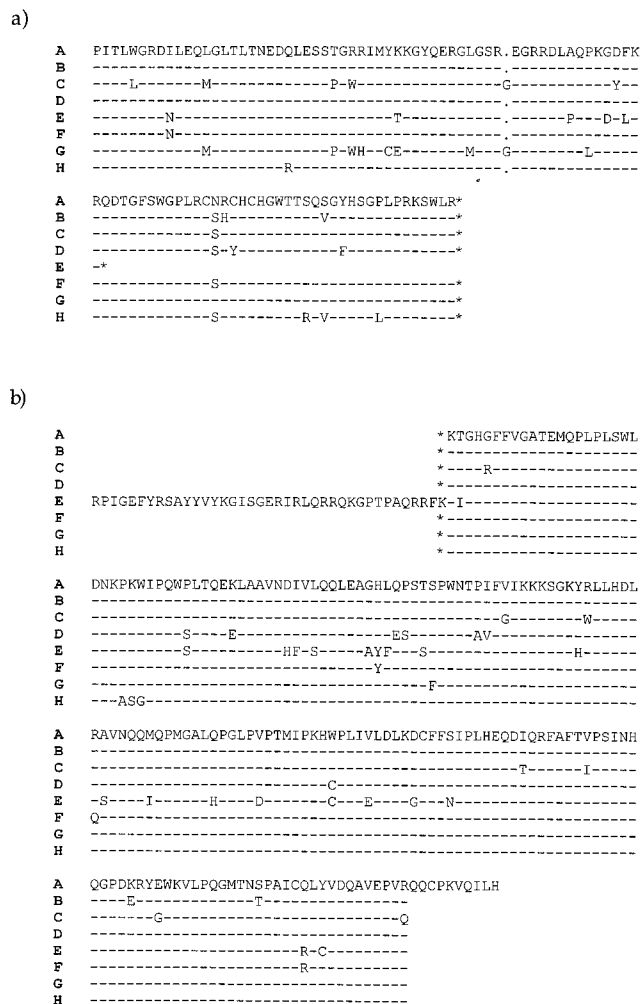 a)
A PITLWGRDILEQLGLTLTNEDQLESSTGRRIMYKKGYQERGLGSR.EGRRDLAQPKGDFK
B ---------------------------------------------.--------------
C ----L-------M-------------P-W----------------G-----------Y--
D ---------------------------------------------.--------------
E --------N------------------------T-----------.------P---D-L-
F --------N------------------------------------.--------------
G ------------M-------------P-WH--CE-------M---G--------L-----
H ---------------------R-----------------------.--------------
A RQDTGFSWGPLRCNRCHCHGWTTSQSGYHSGPLPRKSWLR*
B -------------SH----------V--------------*
C -------------S--------------------------*
D -------------S-Y-----------F------------*
E -*
F -------------S--------------------------*
G ----------------------------------------*
H -------------S---------R-V-----L--------*
b)
A *KTGHGFFVGATEMQPLPLSWL
B *---------------------
C *----R----------------
D *---------------------
E RPIGEFYRSAYYVYKGISGERIRLQRRQKGPTPAQRRFK-I-------------------
F *---------------------
G *---------------------
H *---------------------
A DNKPKWIPQWPLTQEKLAAVNDIVLQQLEAGHLQPSTSPWNTPIFVIKKKSGKYRLLHDL
B ------------------------------------------------------------
C ---------------------------------------------G--------W-----
D ----------S----E-----------------ES-------AV----------------
E ----------S----------HF-S-----AYF---S----------------H------
F -------------------------------Y----------------------------
G -------------------------------------F----------------------
H ---ASG------------------------------------------------------
A RAVNQQMQPMGALQPGLPVPTMIPKHWPLIVLDLKDCFFSIPLHEQDIQRFAFTVPSINH
B ------------------------------------------------------------
C -----------------------------------------------T------I-----
D --------------------------C---------------------------------
E -S----I------H----D-------C---E----G---N--------------------
F Q-----------------------------------------------------------
G ------------------------------------------------------------
H ------------------------------------------------------------
A QGPDKRYEWKVLPQGMTNSPAICQLYVDQAVEPVRQQCPKVQILH
B ----E-------------T----------------
C -------G--------------------------Q
D -----------------------------------
E -----------------------R-C---------
F -----------------------R-----------
G -----------------------------------
H -----------------------------------